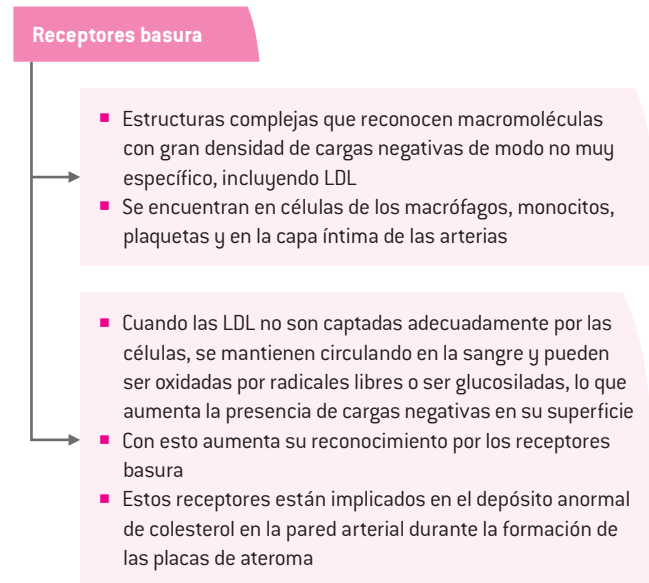 Receptores basura
▪ Estructuras complejas que reconocen macromoléculas
con gran densidad de cargas negativas de modo no muy
específico, incluyendo LDL
▪ Se encuentran en células de los macrófagos, monocitos,
plaquetas y en la capa íntima de las arterias
▪ Cuando las LDL no son captadas adecuadamente por las
células, se mantienen circulando en la sangre y pueden
ser oxidadas por radicales libres o ser glucosiladas, lo que
aumenta la presencia de cargas negativas en su superficie
▪ Con esto aumenta su reconocimiento por los receptores
basura
▪ Estos receptores están implicados en el depósito anormal
de colesterol en la pared arterial durante la formación de
las placas de ateroma